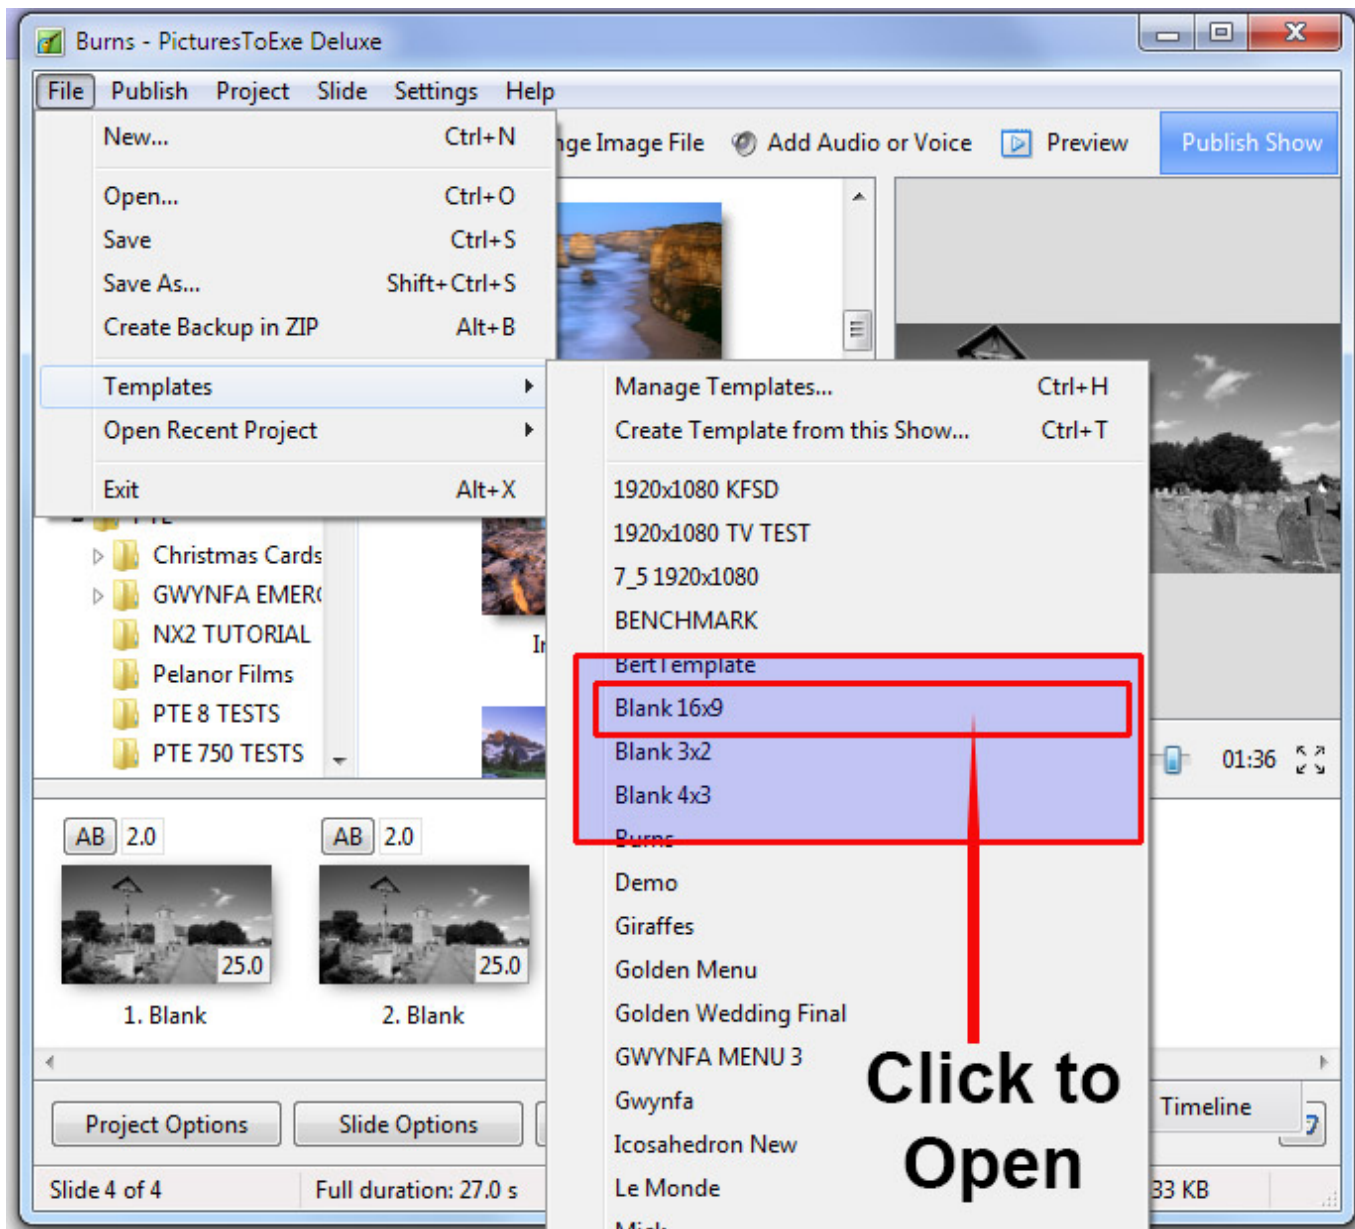 Burns - PicturesToExe Deluxe
File Publish Project Slide Settings Help
New... Ctrl+N
Image File Add Audio or Voice Preview Publish Show
Open... Ctrl+O
Save Ctrl+S
Save As... Shift+Ctrl+S
Create Backup in ZIP Alt+B
Templates
Open Recent Project
Exit Alt+X
Manage Templates... Ctrl+H
Create Template from this Show... Ctrl+T
1920x1080 KFSD
1920x1080 TV TEST
7_5 1920x1080
BENCHMARK
BertTemplate
Blank 16x9
Blank 3x2
Blank 4x3
Burns
Demo
Giraffes
Golden Menu
Golden Wedding Final
GWYNFA MENU 3
Gwynfa
Icosahedron New
Le Monde
Click to
Open
Christmas Cards
GWYNFA
NX2 TUTORIAL
Pelanor Films
PTE 8 TESTS
PTE 750 TESTS
01:36
AB 2.0 AB 2.0
25.0 25.0
1. Blank 2. Blank
Project Options Slide Options Timeline
Slide 4 of 4 Full duration: 27.0 s 33 KB